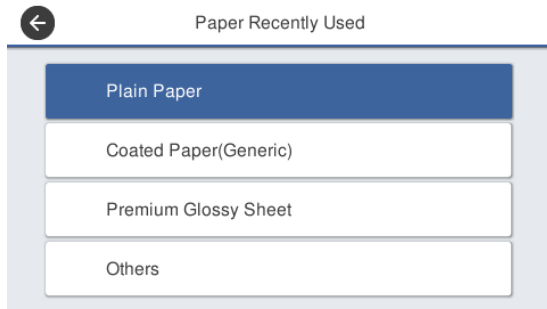 Paper Recently Used
Plain Paper
Coated Paper(Generic)
Premium Glossy Sheet
Others